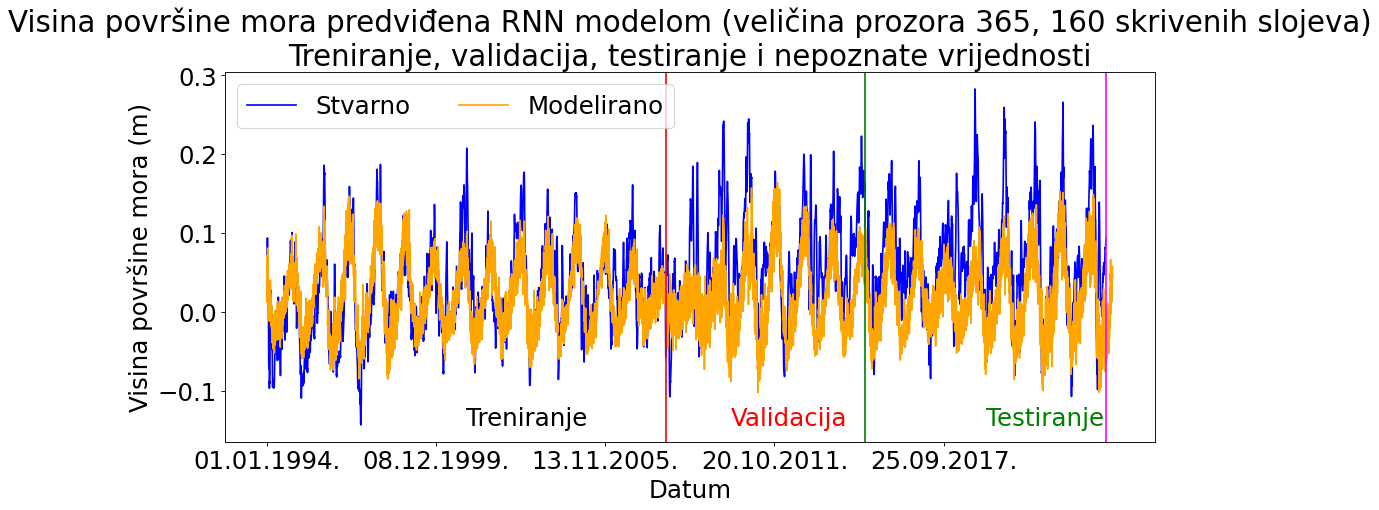 Visina površine mora predviđena RNN modelom (veličina prozora 365, 160 skrivenih slojeva)
Treniranje, validacija, testiranje i nepoznate vrijednosti
Visina površine mora (m)
0.3
0.2
0.1
0.0
−0.1
Stvarno
Modelirano
Treniranje
Validacija
Testiranje
01.01.1994.
08.12.1999.
13.11.2005.
20.10.2011.
25.09.2017.
Datum